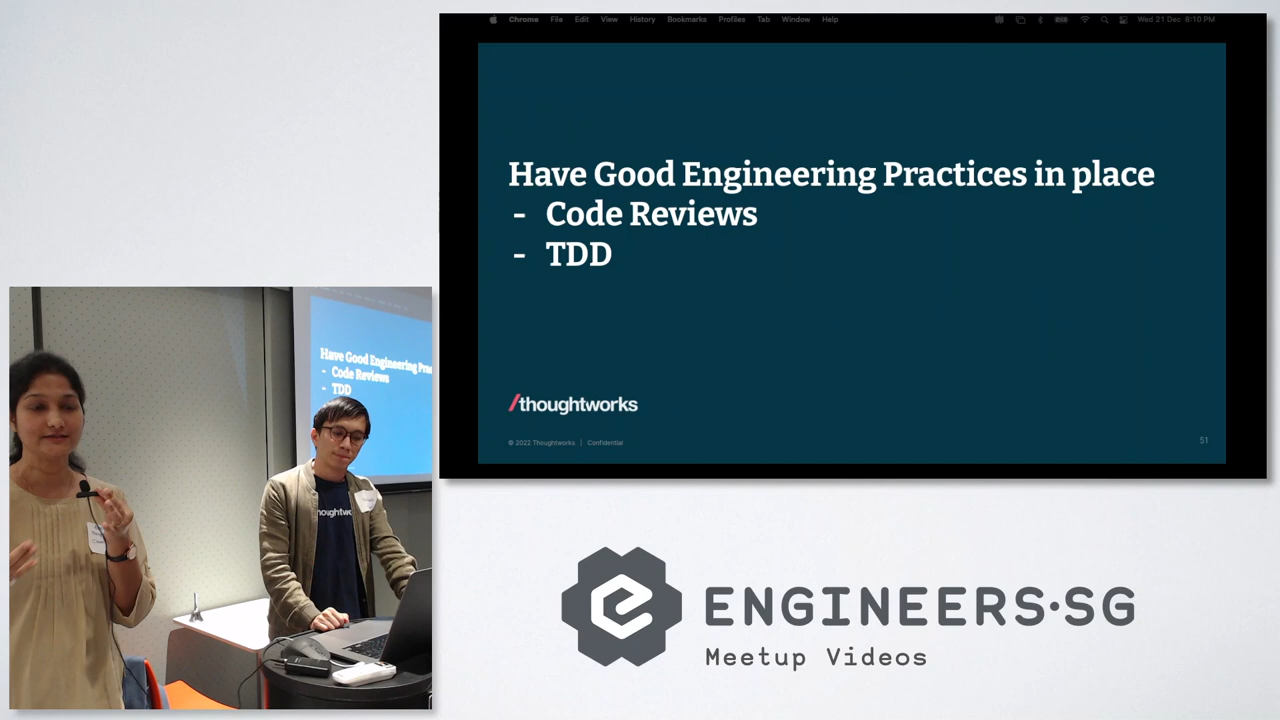 Chrome File Edit View History Bookmarks Profiles Tab Window Help
Wed 21 Dec 8:10 PM
Have Good Engineering Practices in place
- Code Reviews
- TDD
/thoughtworks
© 2022 Thoughtworks | Confidential
51
Have Good Engineering Prac
- Code Reviews
- TDD
houghtwo
ENGINEERS·SG
Meetup Videos